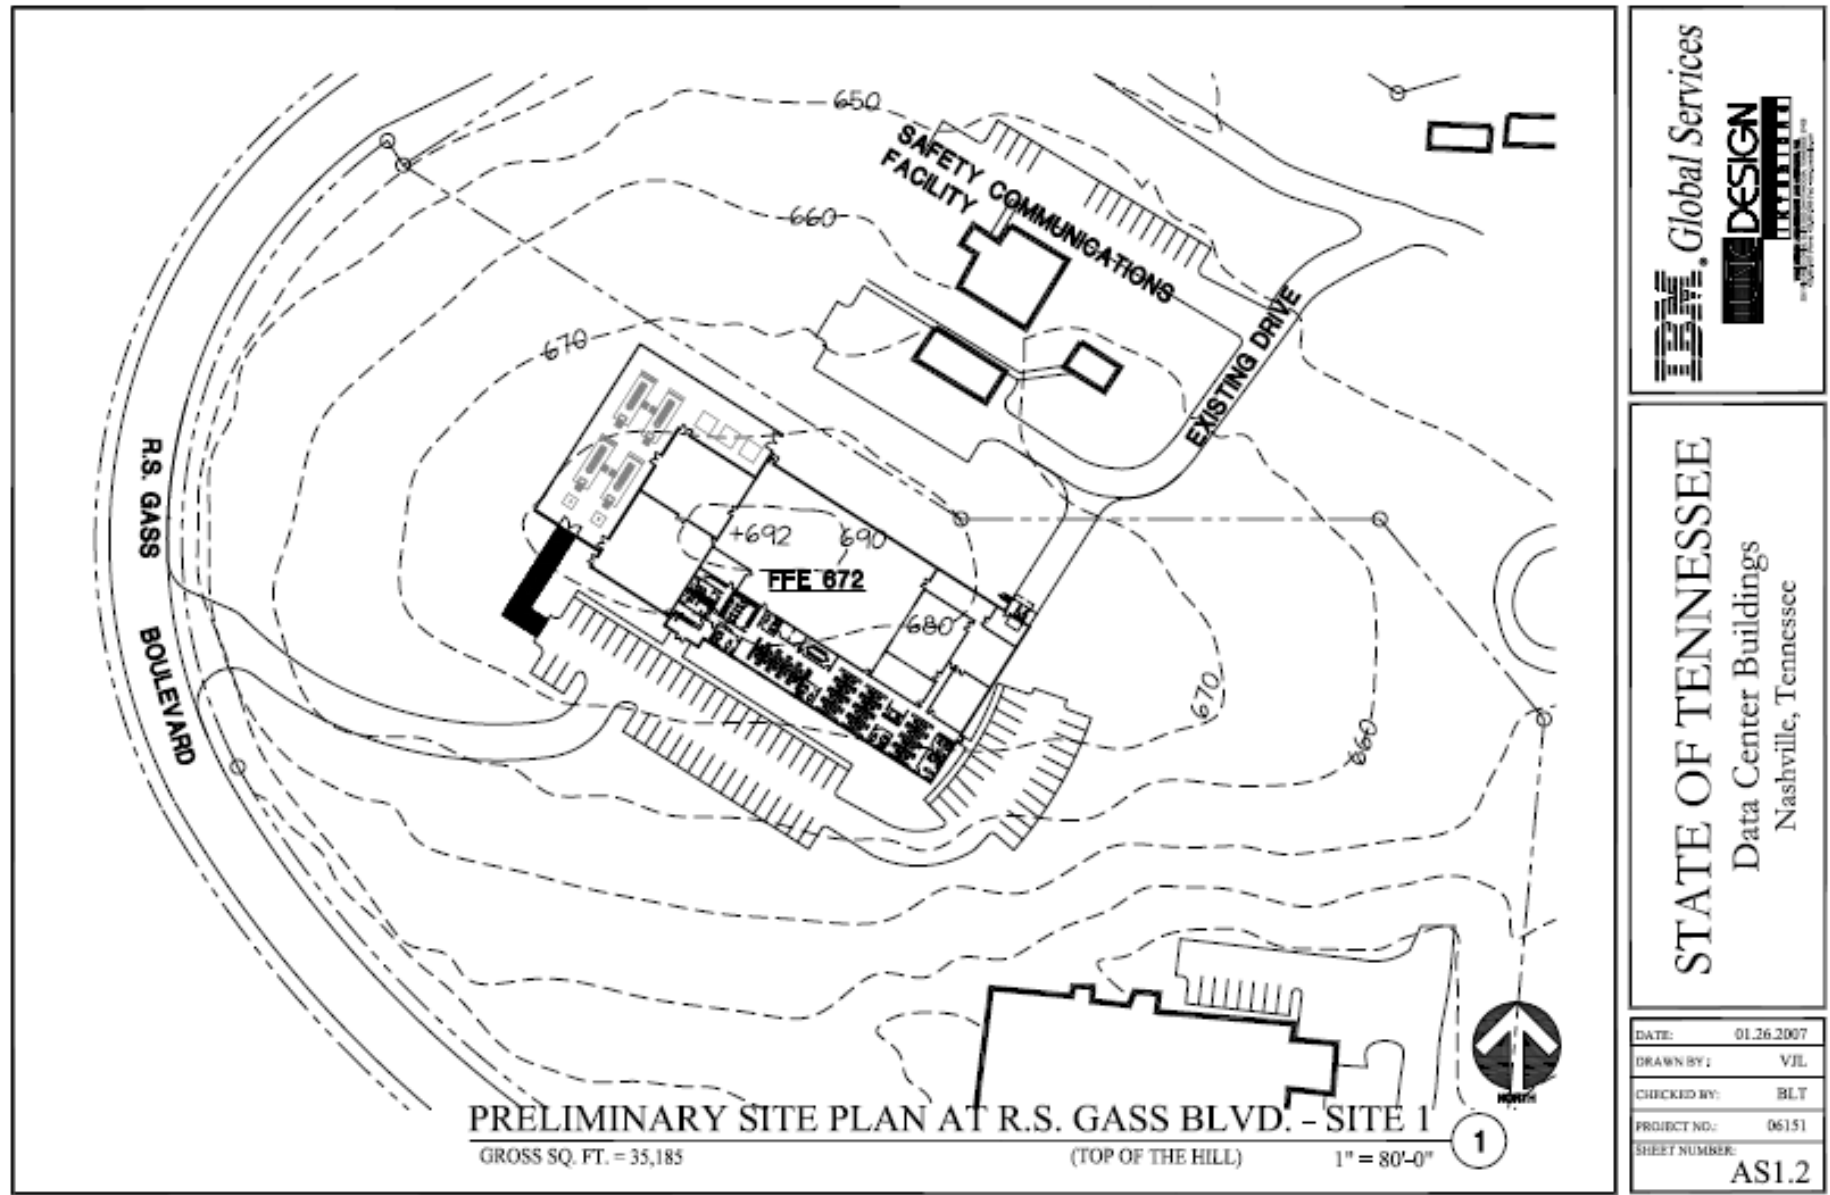 650
SAFETY COMMUNICATIONS
FACILITY
660
670
EXISTING DRIVE
R.S. GASS BOULEVARD
+692
690
FFE 672
680
670
660
NORTH
PRELIMINARY SITE PLAN AT R.S. GASS BLVD. - SITE 1
1
GROSS SQ. FT. = 35,185
(TOP OF THE HILL)
1" = 80'-0"
IBM® Global Services
DESIGN
STATE OF TENNESSEE
Data Center Buildings
Nashville, Tennessee
DATE: 01.26.2007
DRAWN BY: VJL
CHECKED BY: BLT
PROJECT NO.: 06151
SHEET NUMBER:
AS1.2